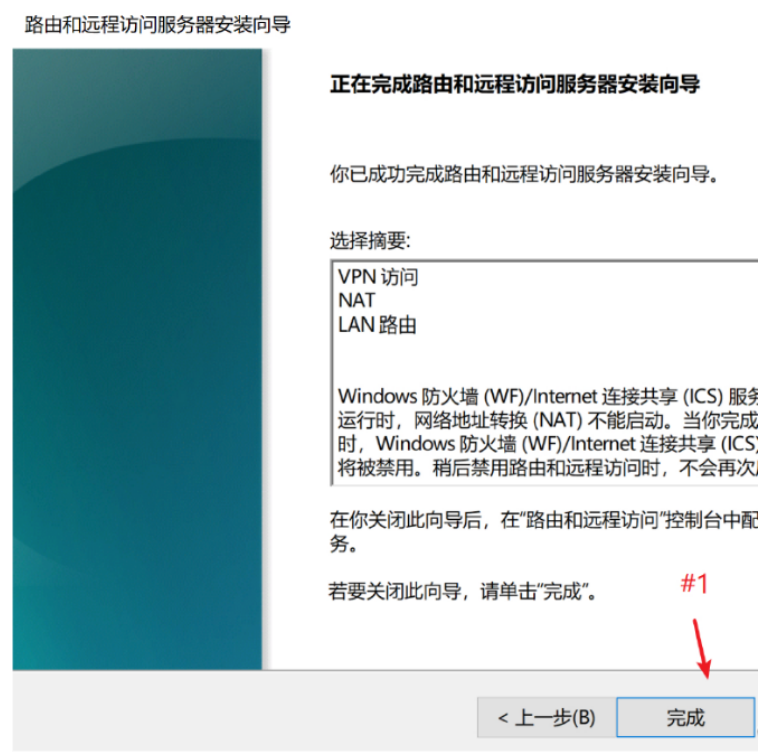 路由和远程访问服务器安装向导
正在完成路由和远程访问服务器安装向导
你已成功完成路由和远程访问服务器安装向导。
选择摘要:
VPN 访问
NAT
LAN 路由
Windows 防火墙 (WF)/Internet 连接共享 (ICS) 服
运行时，网络地址转换 (NAT) 不能启动。当你完成
时，Windows 防火墙 (WF)/Internet 连接共享 (ICS)
将被禁用。稍后禁用路由和远程访问时，不会再次
在你关闭此向导后，在“路由和远程访问”控制台中配
务。
若要关闭此向导，请单击“完成”。
#1
< 上一步(B)
完成